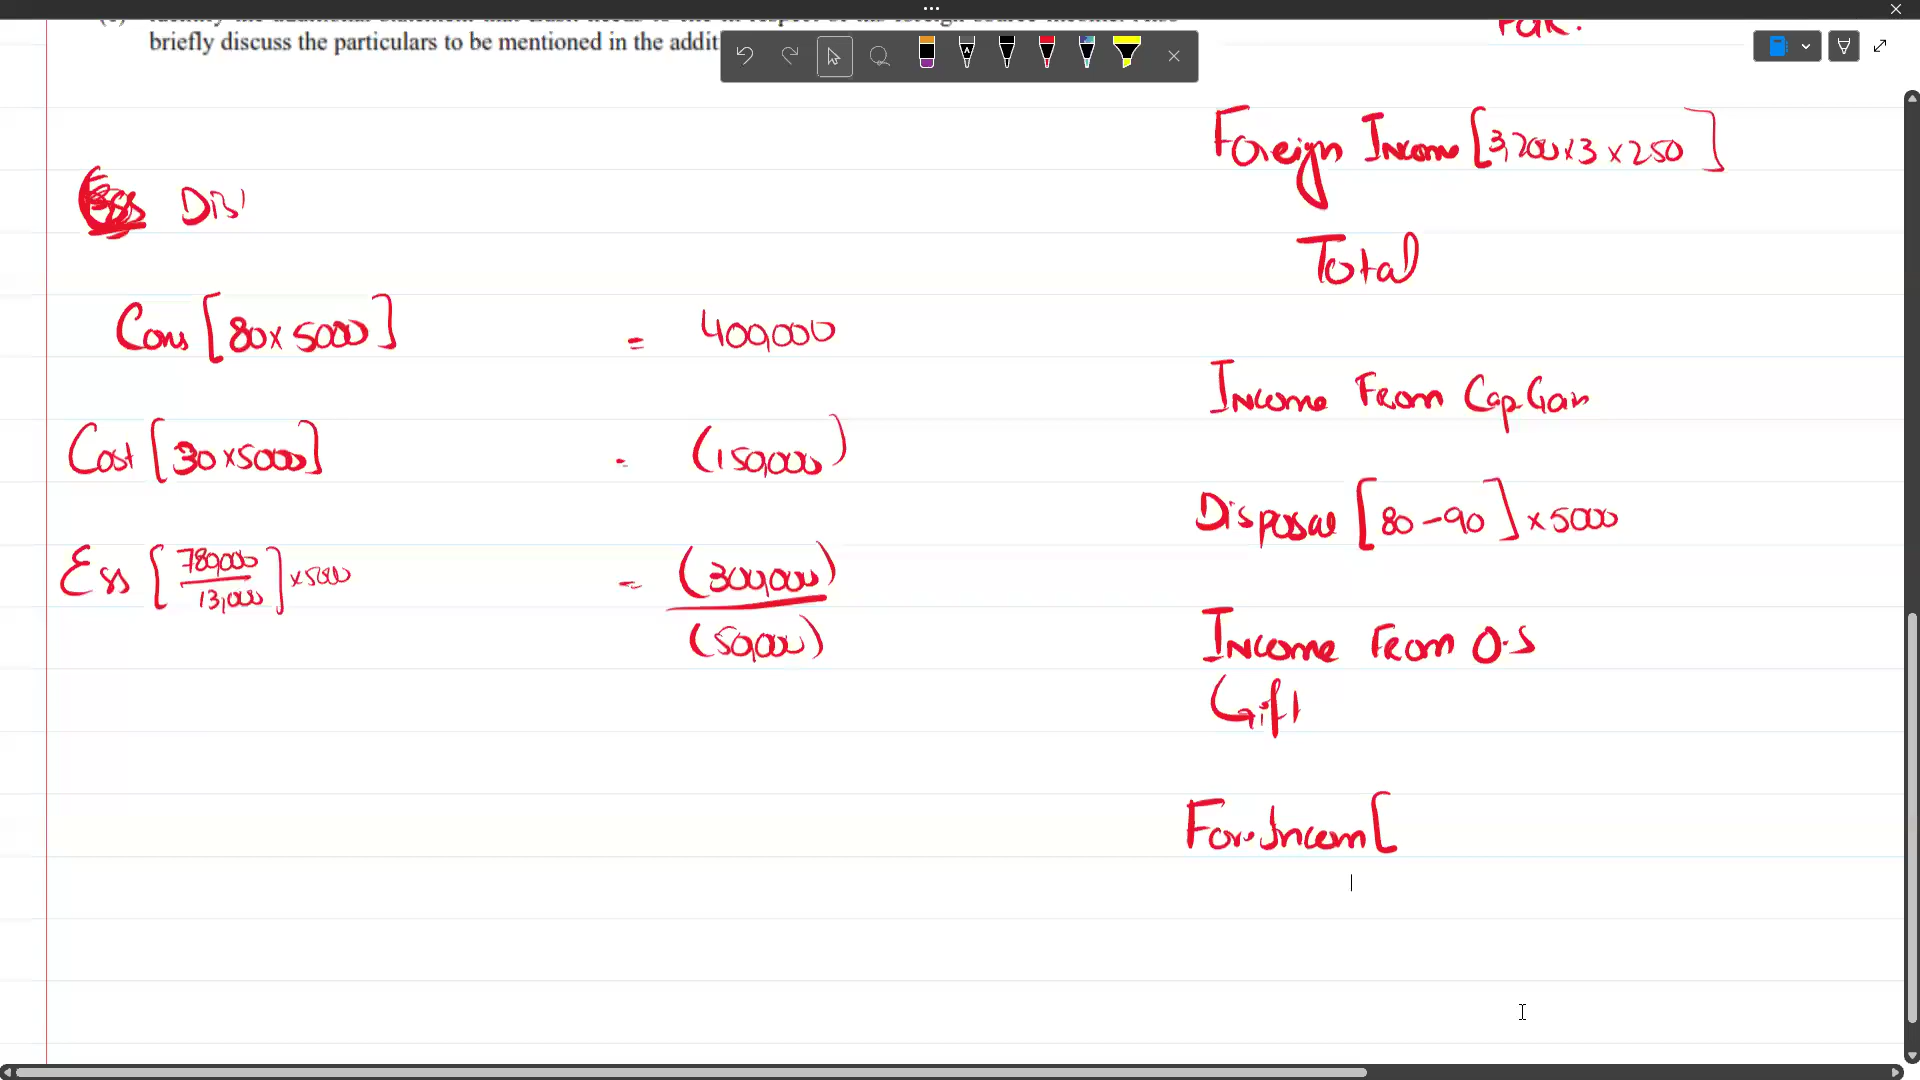 briefly discuss the particulars to be mentioned in the addit
Foreign Income [3,200 x 3 x 250]
Total
Dis
Cons [80 x 5000] = 400,000
Cost [30 x 5000] = (150,000)
Ess [780,000 / 13,000] x 5000 = (300,000)
(50,000)
Income From Cap Gain
Disposal [80 - 90] x 5000
Income From O.S
Gift
For. Incom [